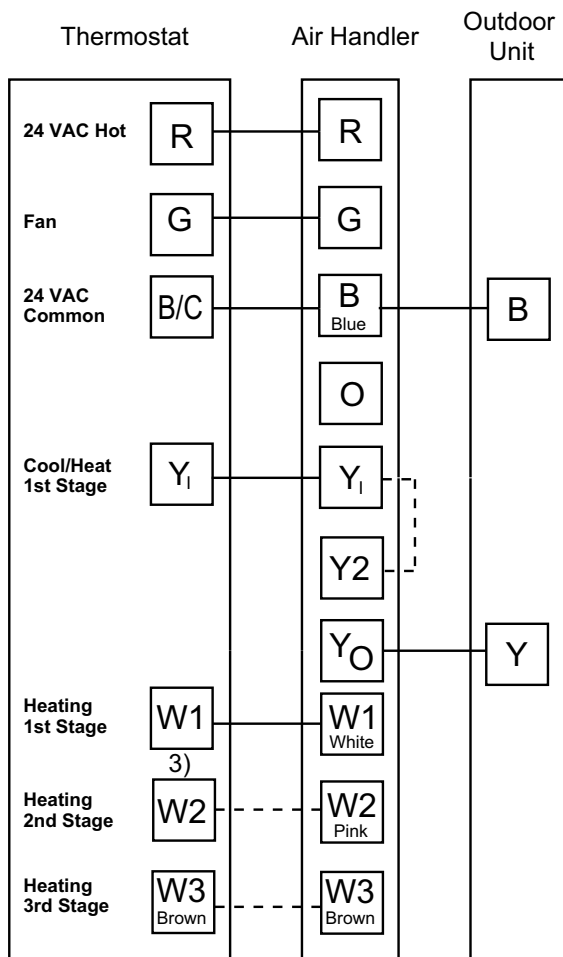 Thermostat Air Handler Outdoor
Unit
24 VAC Hot R R
Fan G G
24 VAC
Common B/C B
Blue B
O
Cool/Heat
1st Stage YI YI
Y2
YO Y
Heating
1st Stage W1 W1
White
3)
Heating
2nd Stage W2 W2
Pink
Heating
3rd Stage W3
Brown W3
Brown